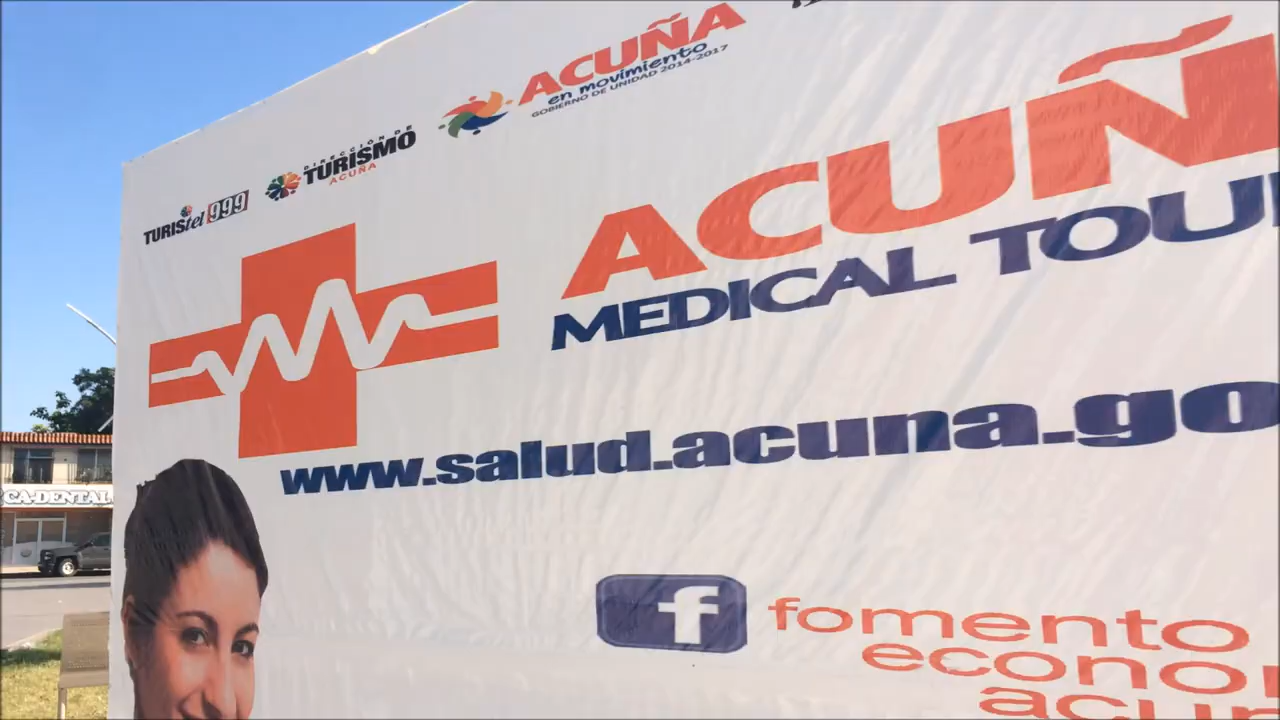 ACUÑA
en movimiento
GOBIERNO DE UNIDAD 2014-2017
DIRECCIÓN DE
TURISMO
ACUÑA
TURIStel 999
ACUÑ
MEDICAL TOU
www.salud.acuna.go
CA-DENTAL
f
fomento
econo
acu